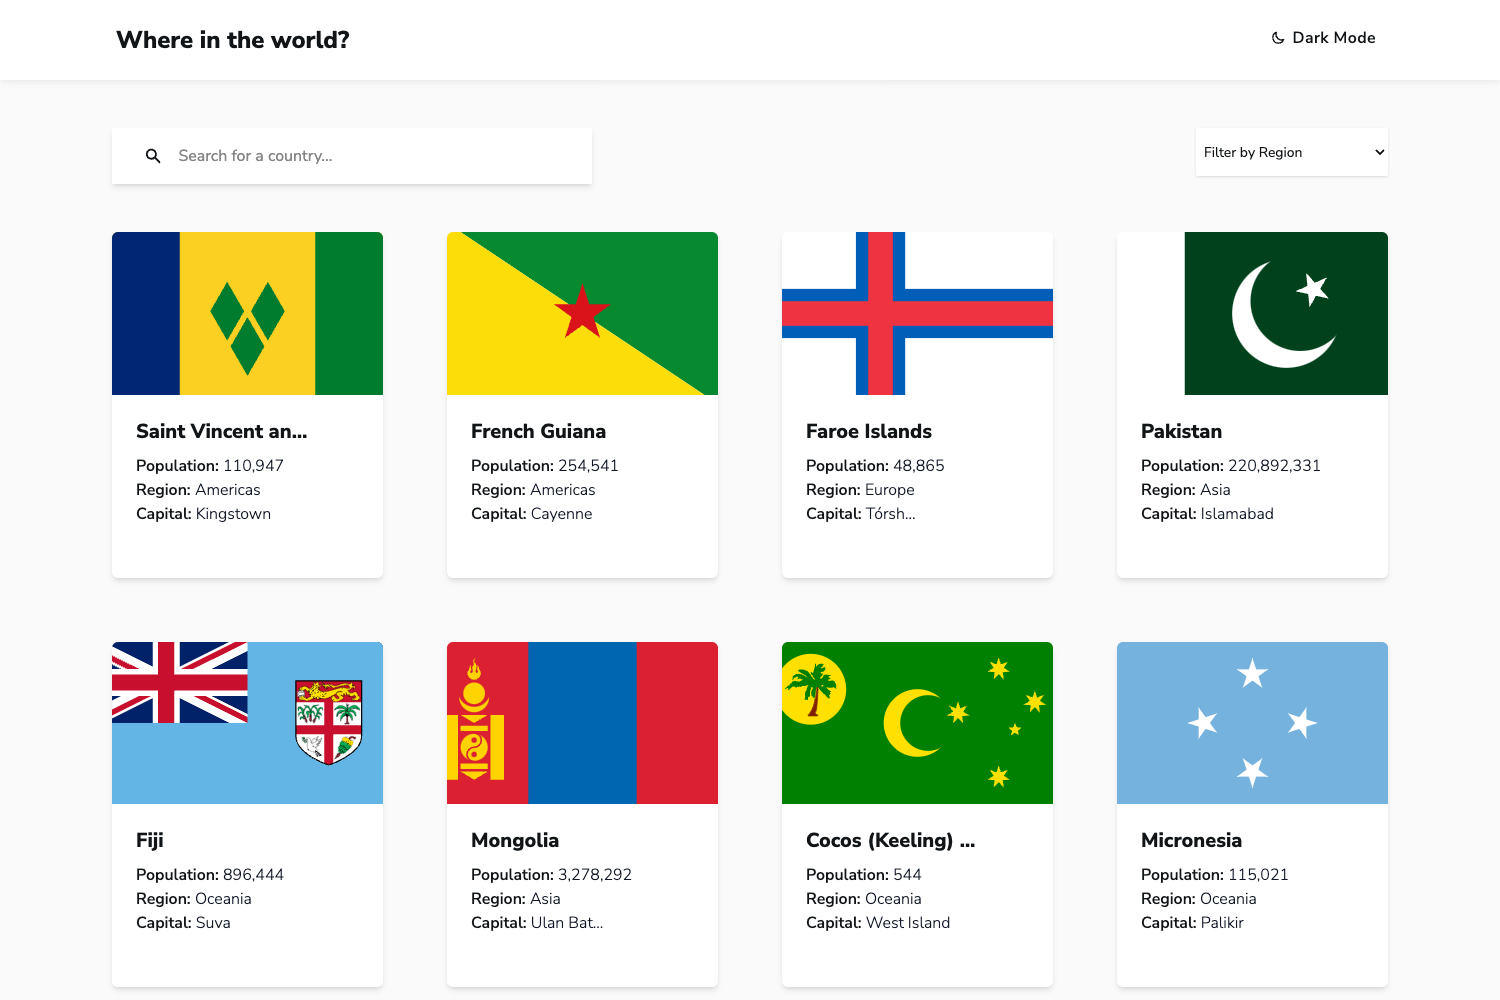 Where in the world?
Dark Mode
Search for a country...
Filter by Region
Saint Vincent an...
Population: 110,947
Region: Americas
Capital: Kingstown
French Guiana
Population: 254,541
Region: Americas
Capital: Cayenne
Faroe Islands
Population: 48,865
Region: Europe
Capital: Tórsh...
Pakistan
Population: 220,892,331
Region: Asia
Capital: Islamabad
Fiji
Population: 896,444
Region: Oceania
Capital: Suva
Mongolia
Population: 3,278,292
Region: Asia
Capital: Ulan Bat...
Cocos (Keeling) ...
Population: 544
Region: Oceania
Capital: West Island
Micronesia
Population: 115,021
Region: Oceania
Capital: Palikir